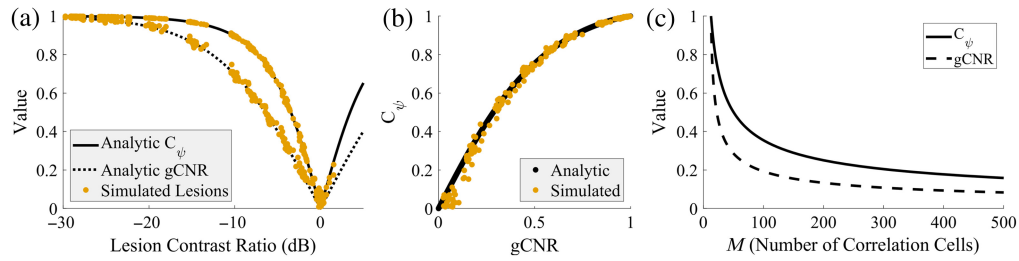 (a)
Value
1
0.8
0.6
0.4
0.2
0
−30
−20
−10
0
Lesion Contrast Ratio (dB)
Analytic C_ψ
Analytic gCNR
Simulated Lesions
(b)
C_ψ
1
0.8
0.6
0.4
0.2
0
0
0.5
1
gCNR
Analytic
Simulated
(c)
Value
1
0.8
0.6
0.4
0.2
0
0
100
200
300
400
500
M (Number of Correlation Cells)
C_ψ
gCNR